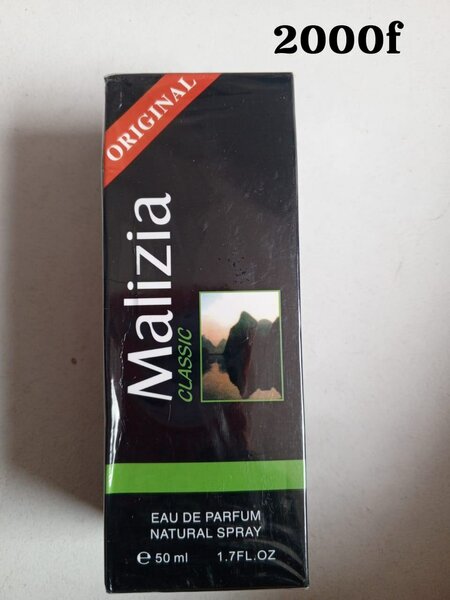 2000f
ORIGINAL
Malizia
CLASSIC
EAU DE PARFUM
NATURAL SPRAY
e 50 ml 1.7FL.OZ